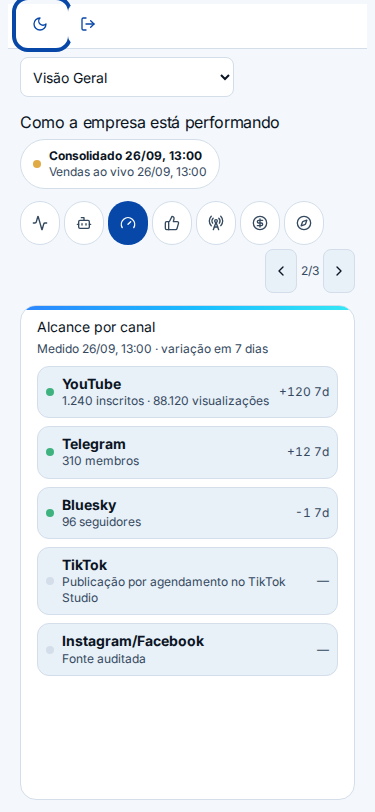 Visão Geral
Como a empresa está performando
Consolidado 26/09, 13:00
Vendas ao vivo 26/09, 13:00
2/3
Alcance por canal
Medido 26/09, 13:00 · variação em 7 dias
YouTube
1.240 inscritos · 88.120 visualizações
+120 7d
Telegram
310 membros
+12 7d
Bluesky
96 seguidores
-1 7d
TikTok
Publicação por agendamento no TikTok
Studio
—
Instagram/Facebook
Fonte auditada
—